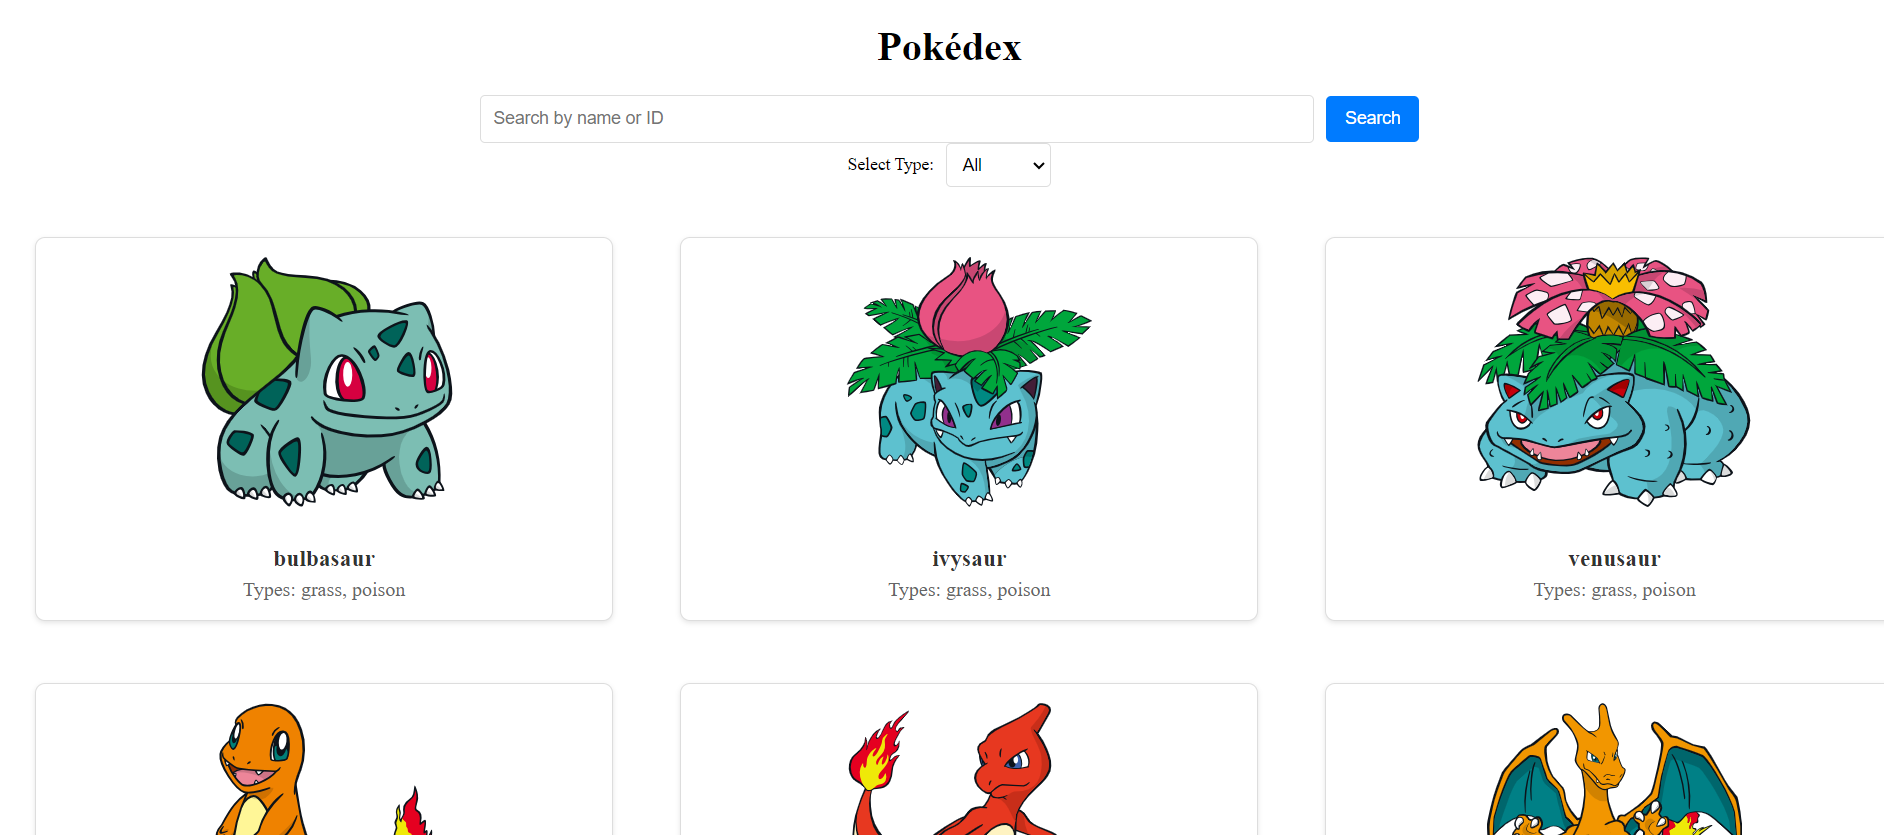 Pokédex
Search by name or ID
Search
Select Type:
All
bulbasaur
Types: grass, poison
ivysaur
Types: grass, poison
venusaur
Types: grass, poison